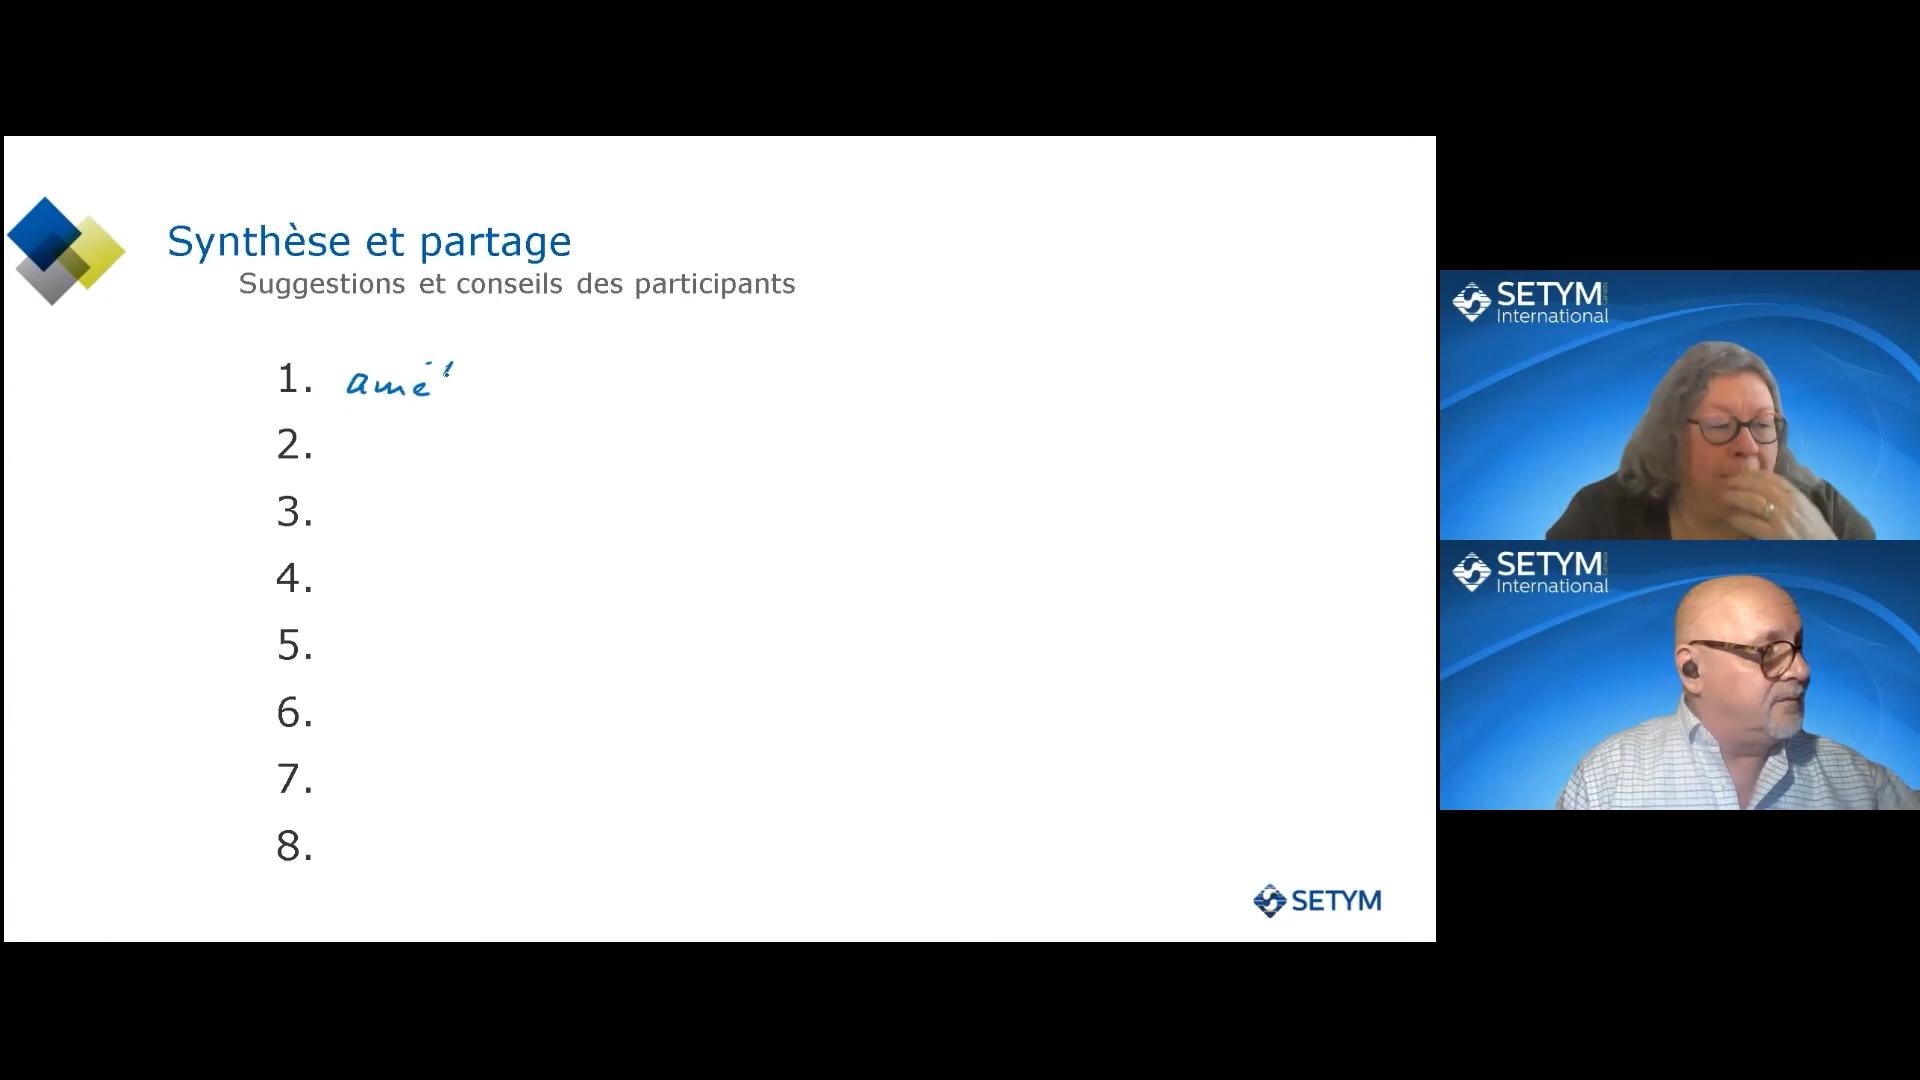 Synthèse et partage
Suggestions et conseils des participants
1. amé
2.
3.
4.
5.
6.
7.
8.
SETYM
SETYM
International
SETYM
International